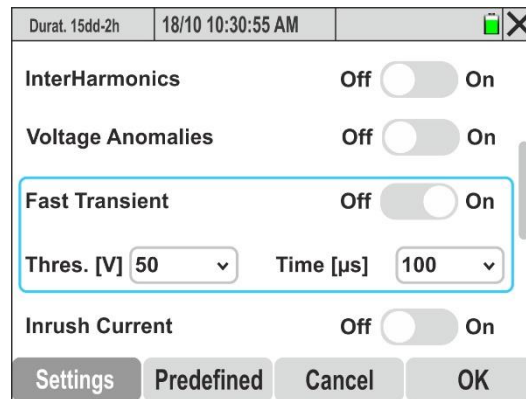 Durat. 15dd-2h 18/10 10:30:55 AM
InterHarmonics Off On
Voltage Anomalies Off On
Fast Transient Off On
Thres. [V] 50 Time [µs] 100
Inrush Current Off On
Settings Predefined Cancel OK